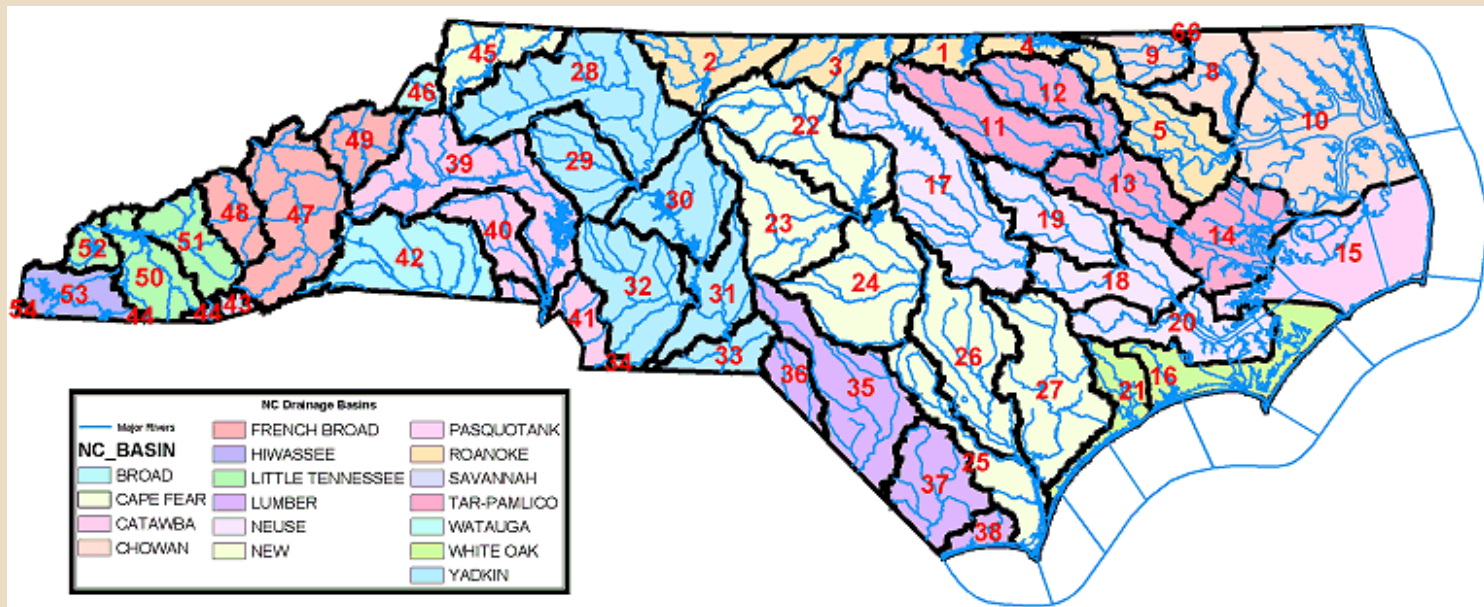 45
28
2
3
1
4
66
9
8
46
12
10
49
22
11
5
39
29
17
13
30
19
48
47
23
14
40
51
52
42
50
24
15
53
32
31
18
54
44
44
43
41
20
26
27
34
33
36
35
21
16
25
37
38
NC Drainage Basins
Major Rivers
NC_BASIN
BROAD
CAPE FEAR
CATAWBA
CHOWAN
FRENCH BROAD
HIWASSEE
LITTLE TENNESSEE
LUMBER
NEUSE
NEW
PASQUOTANK
ROANOKE
SAVANNAH
TAR-PAMLICO
WATAUGA
WHITE OAK
YADKIN